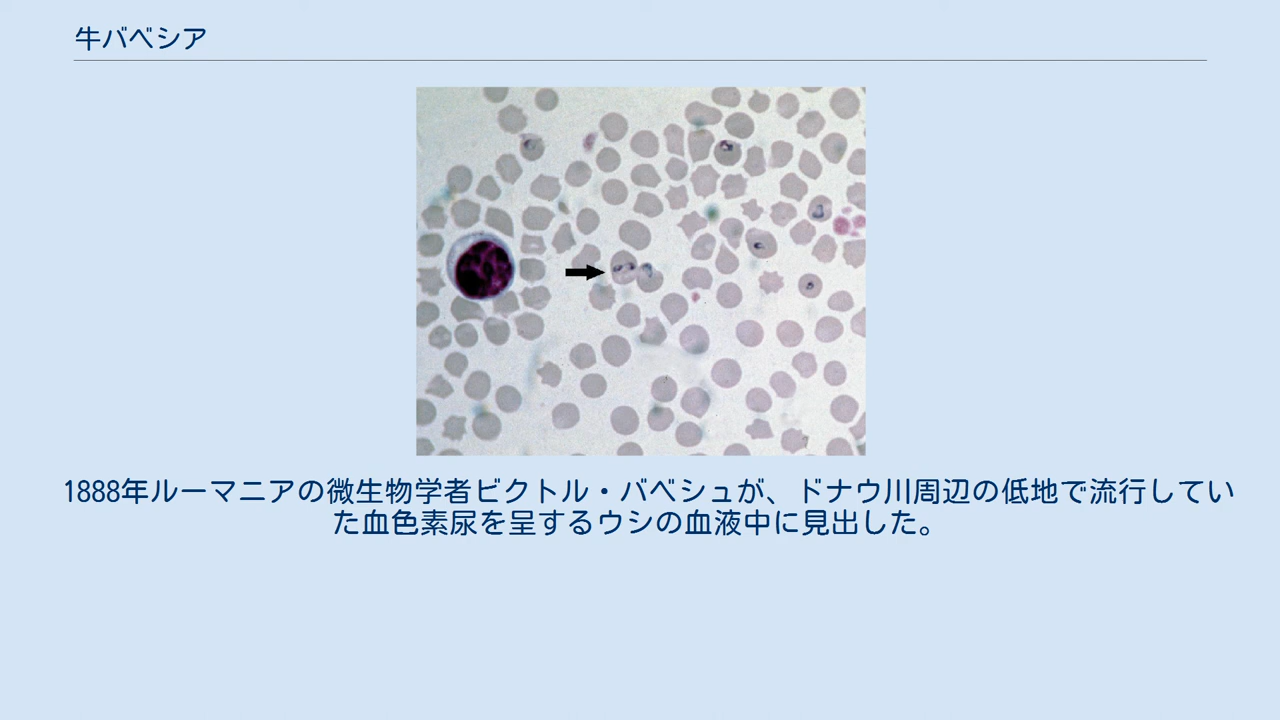 牛バベシア
1888年ルーマニアの微生物学者ビクトル・バベシュが、ドナウ川周辺の低地で流行してい
た血色素尿を呈するウシの血液中に見出した。